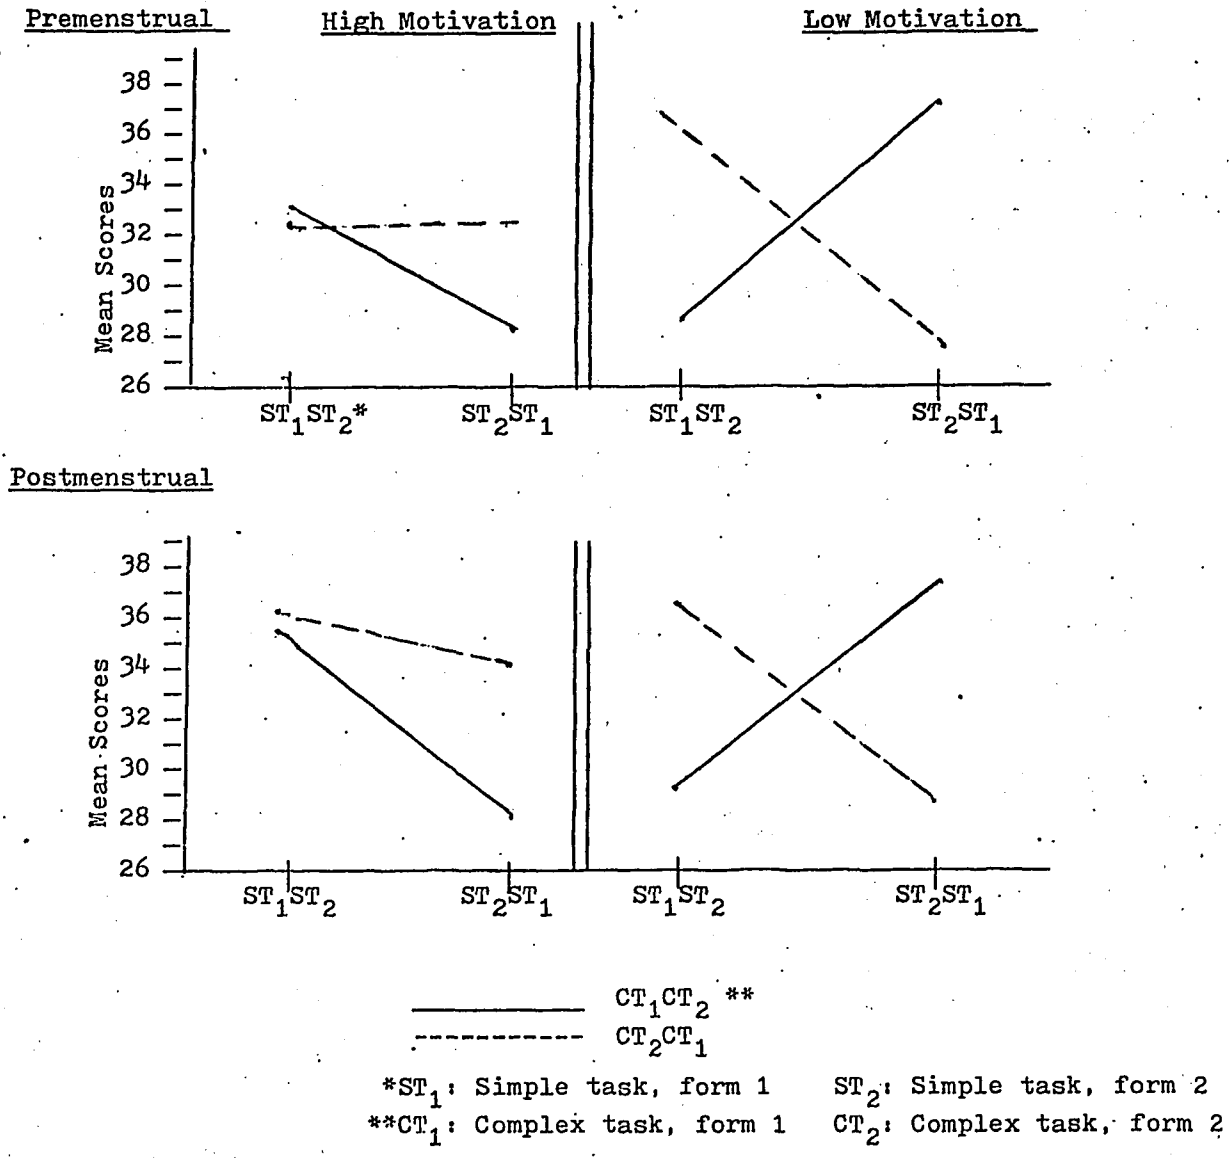 Premenstrual High Motivation Low Motivation
38
36
34
32
30
28
26
Mean Scores
ST1ST2* ST2ST1 ST1ST2 ST2ST1
Postmenstrual
38
36
34
32
30
28
26
Mean Scores
ST1ST2 ST2ST1 ST1ST2 ST2ST1
CT1CT2 **
CT2CT1
*ST1: Simple task, form 1 ST2: Simple task, form 2
**CT1: Complex task, form 1 CT2: Complex task, form 2